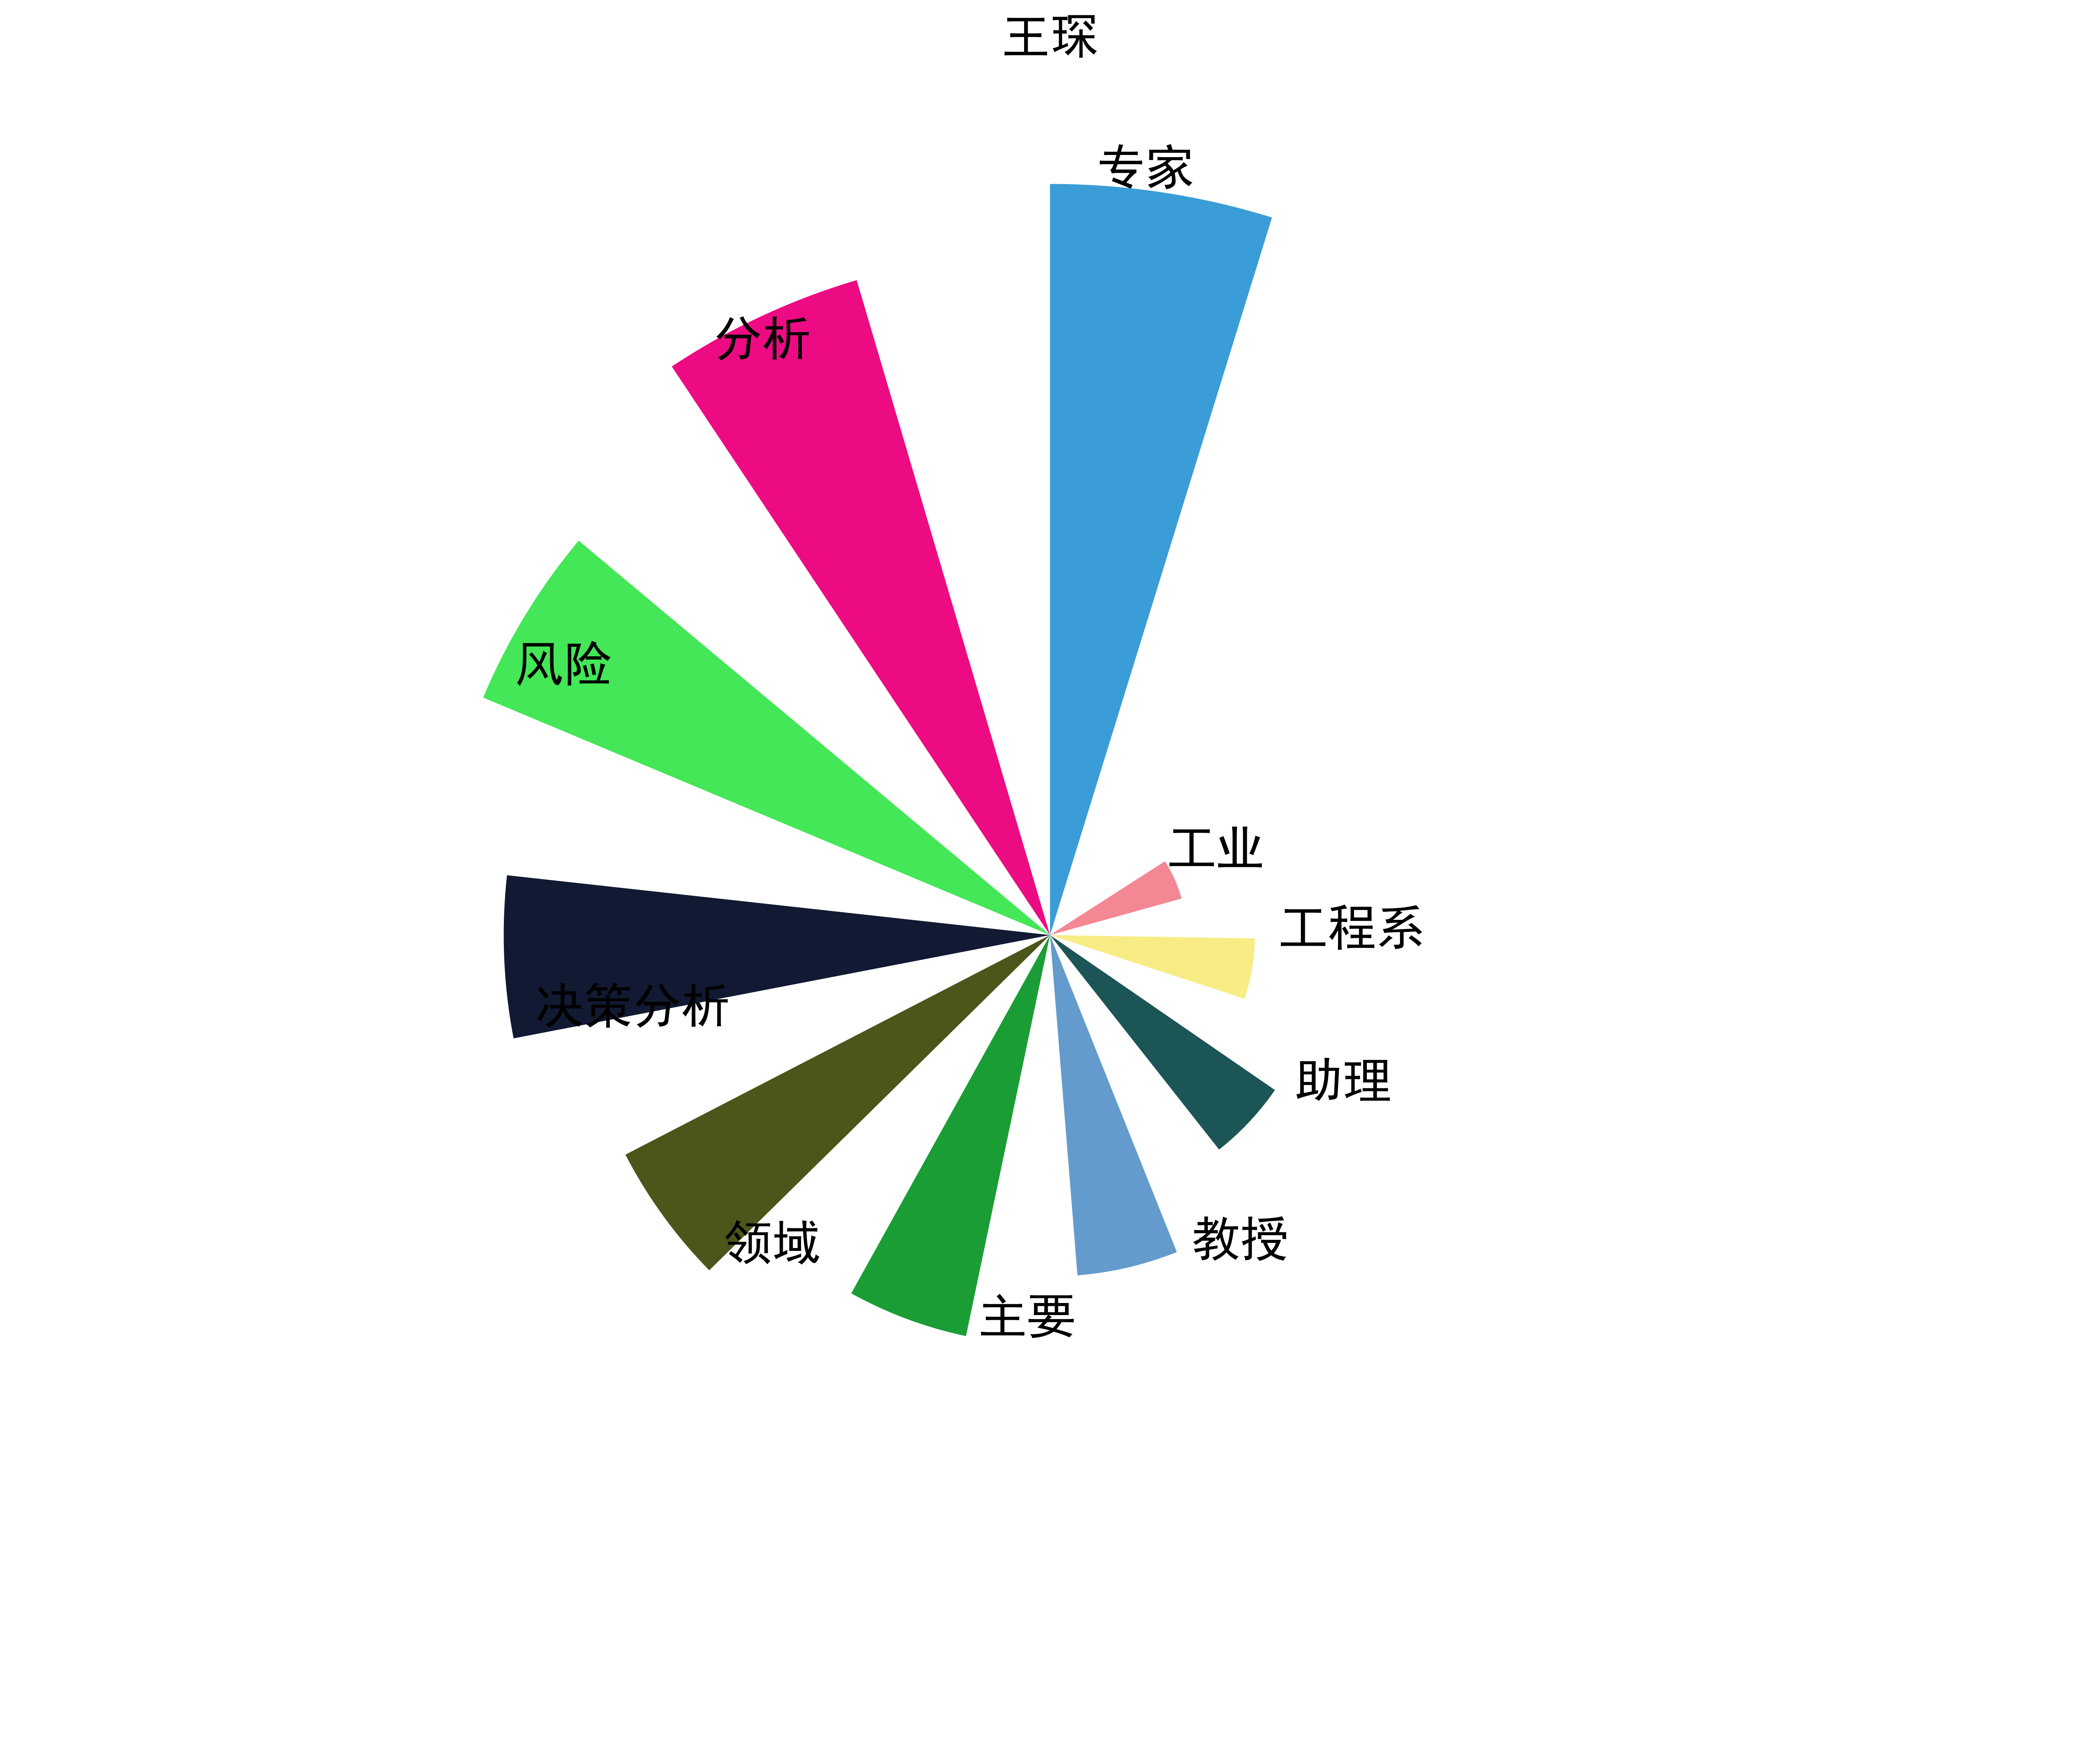 王琛
专家
分析
风险
工业
工程系
决策分析
助理
领域
教授
主要